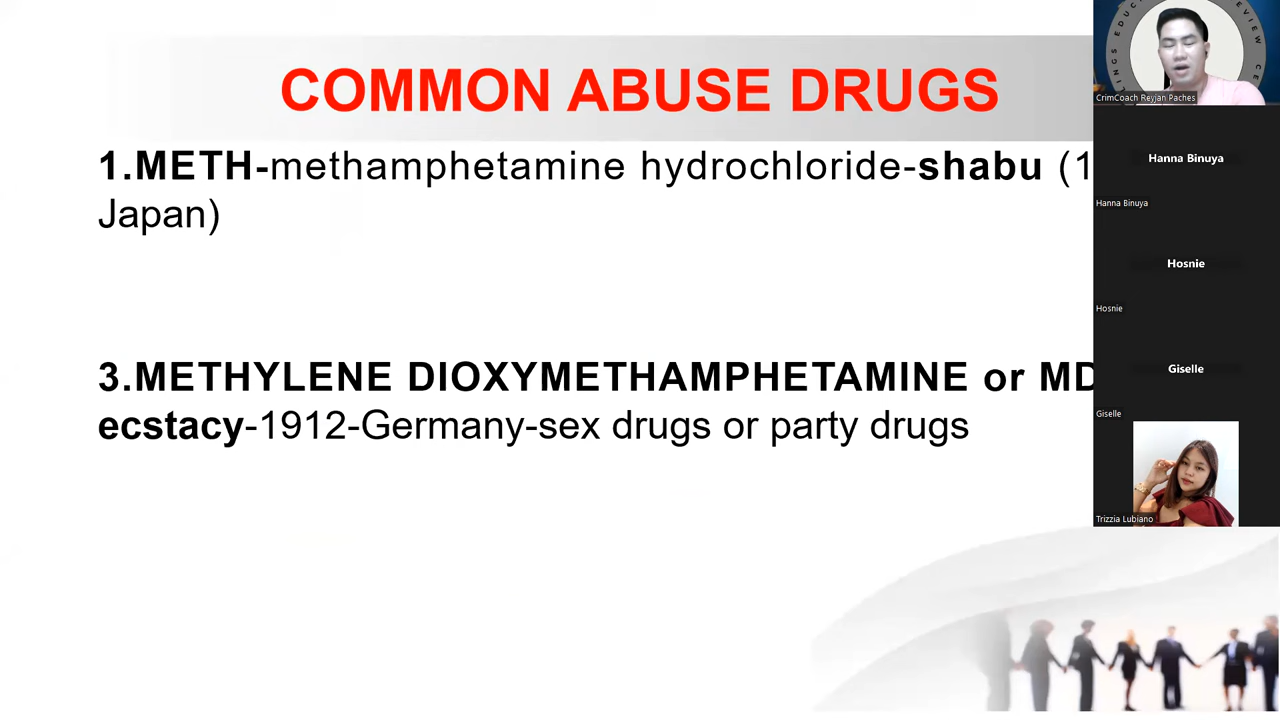 COMMON ABUSE DRUGS
1.METH-methamphetamine hydrochloride-shabu (1
Japan)
3.METHYLENE DIOXYMETHAMPHETAMINE or MD
ecstacy-1912-Germany-sex drugs or party drugs
CrimCoach Reyjan Paches
Hanna Binuya
Hanna Binuya
Hosnie
Hosnie
Giselle
Giselle
Trizzia Lubiano